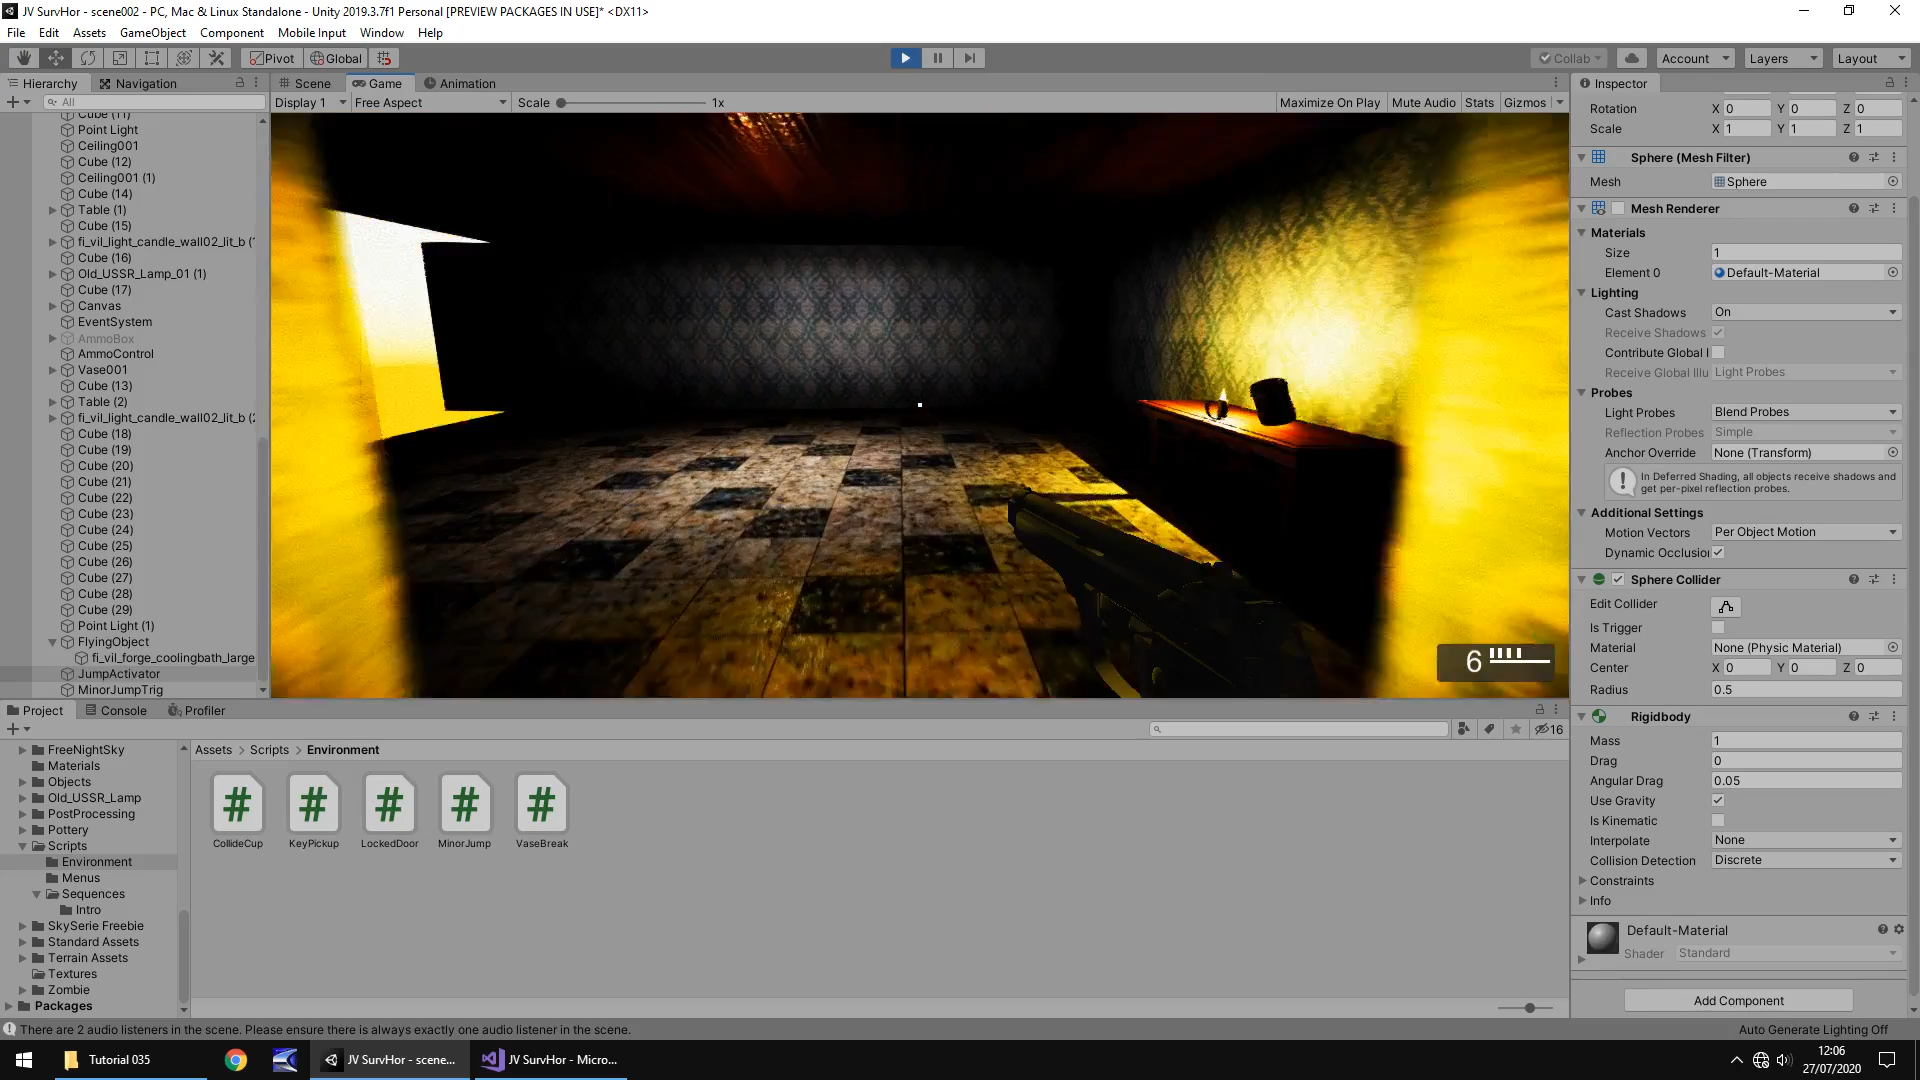 JV SurvHor - scene002 - PC, Mac & Linux Standalone - Unity 2019.3.7f1 Personal [PREVIEW PACKAGES IN USE]* <DX11>
File Edit Assets GameObject Component Mobile Input Window Help
Pivot Global Collab Account Layers Layout
Hierarchy Navigation
All
Cube (11)
Point Light
Ceiling001
Cube (12)
Ceiling001 (1)
Cube (14)
Table (1)
Cube (15)
fi_vil_light_candle_wall02_lit_b (1
Cube (16)
Old_USSR_Lamp_01 (1)
Cube (17)
Canvas
EventSystem
AmmoBox
AmmoControl
Vase001
Cube (13)
Table (2)
fi_vil_light_candle_wall02_lit_b (2
Cube (18)
Cube (19)
Cube (20)
Cube (21)
Cube (22)
Cube (23)
Cube (24)
Cube (25)
Cube (26)
Cube (27)
Cube (28)
Cube (29)
Point Light (1)
FlyingObject
fi_vil_forge_coolingbath_large
JumpActivator
MinorJumpTrig
Scene Game Animation
Display 1 Free Aspect Scale 1x Maximize On Play Mute Audio Stats Gizmos
6
Inspector
Rotation X 0 Y 0 Z 0
Scale X 1 Y 1 Z 1
Sphere (Mesh Filter)
Mesh Sphere
Mesh Renderer
Materials
Size 1
Element 0 Default-Material
Lighting
Cast Shadows On
Receive Shadows
Contribute Global I
Receive Global Illu Light Probes
Probes
Light Probes Blend Probes
Reflection Probes Simple
Anchor Override None (Transform)
In Deferred Shading, all objects receive shadows and
get per-pixel reflection probes.
Additional Settings
Motion Vectors Per Object Motion
Dynamic Occlusion
Sphere Collider
Edit Collider
Is Trigger
Material None (Physic Material)
Center X 0 Y 0 Z 0
Radius 0.5
Rigidbody
Mass 1
Drag 0
Angular Drag 0.05
Use Gravity
Is Kinematic
Interpolate None
Collision Detection Discrete
Constraints
Info
Default-Material
Shader Standard
Add Component
Project Console Profiler
16
FreeNightSky
Materials
Objects
Old_USSR_Lamp
PostProcessing
Pottery
Scripts
Environment
Menus
Sequences
Intro
SkySerie Freebie
Standard Assets
Terrain Assets
Textures
Zombie
Packages
Assets > Scripts > Environment
CollideCup KeyPickup LockedDoor MinorJump VaseBreak
There are 2 audio listeners in the scene. Please ensure there is always exactly one audio listener in the scene.
Auto Generate Lighting Off
Tutorial 035
JV SurvHor - scene...
JV SurvHor - Micro...
12:06
27/07/2020